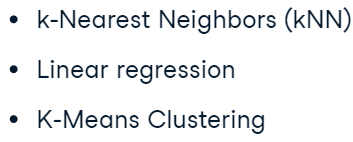 • k-Nearest Neighbors (kNN)
• Linear regression
• K-Means Clustering